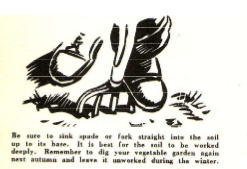 Be sure to sink spade or fork straight into the soil
up to its base. It is best for the soil to be worked
deeply. Remember to dig your vegetable garden again
next autumn and leave it unworked during the winter.